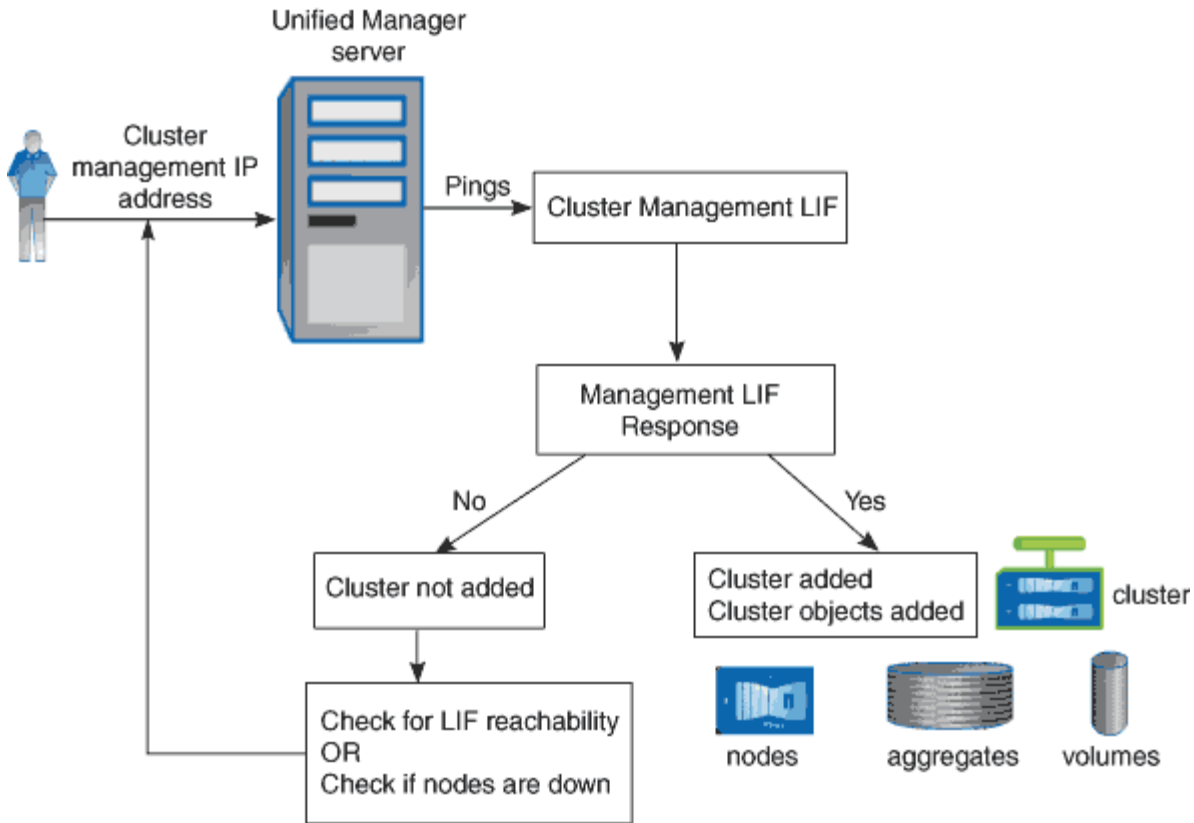 Unified Manager
server
Cluster
management IP
address
Pings
Cluster Management LIF
Management LIF
Response
No
Yes
Cluster not added
Cluster added
Cluster objects added
cluster
Check for LIF reachability
OR
Check if nodes are down
nodes
aggregates
volumes